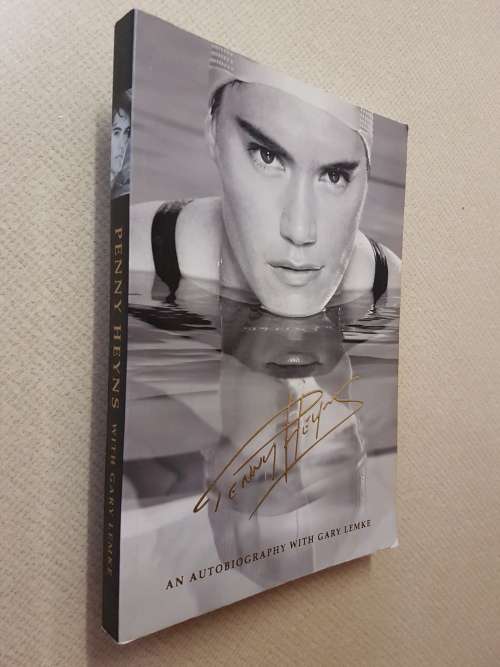 PENNY HEYNS WITH GARY LEMKE
Penny Heyns
AN AUTOBIOGRAPHY WITH GARY LEMKE